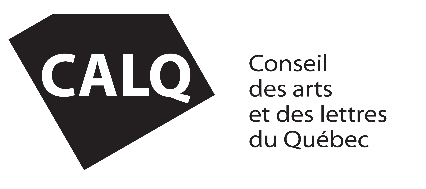 CALQ
Conseil
des arts
et des lettres
du Québec